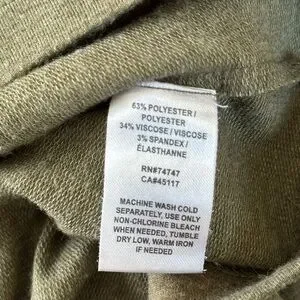 63% POLYESTER /
POLYESTER
34% VISCOSE / VISCOSE
3% SPANDEX /
ÉLASTHANNE
RN#74747
CA#45117
MACHINE WASH COLD
SEPARATELY, USE ONLY
NON-CHLORINE BLEACH
WHEN NEEDED, TUMBLE
DRY LOW, WARM IRON
IF NEEDED